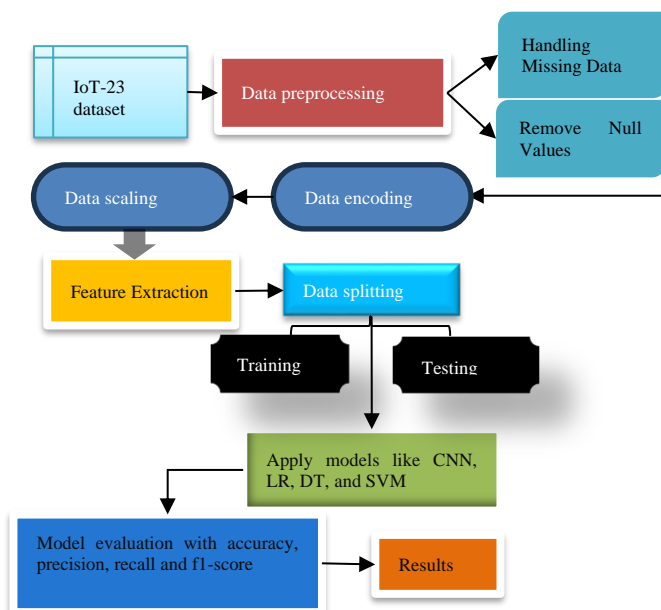 IoT-23
dataset
Data preprocessing
Handling
Missing Data
Remove Null
Values
Data scaling
Data encoding
Feature Extraction
Data splitting
Training
Testing
Apply models like CNN,
LR, DT, and SVM
Model evaluation with accuracy,
precision, recall and f1-score
Results